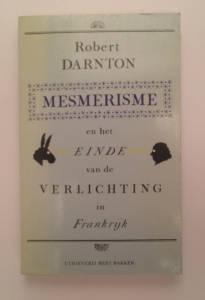 Robert
DARNTON
MESMERISME
en het
EINDE
van de
VERLICHTING
in
Frankrijk
UITGEVERIJ BERT BAKKER